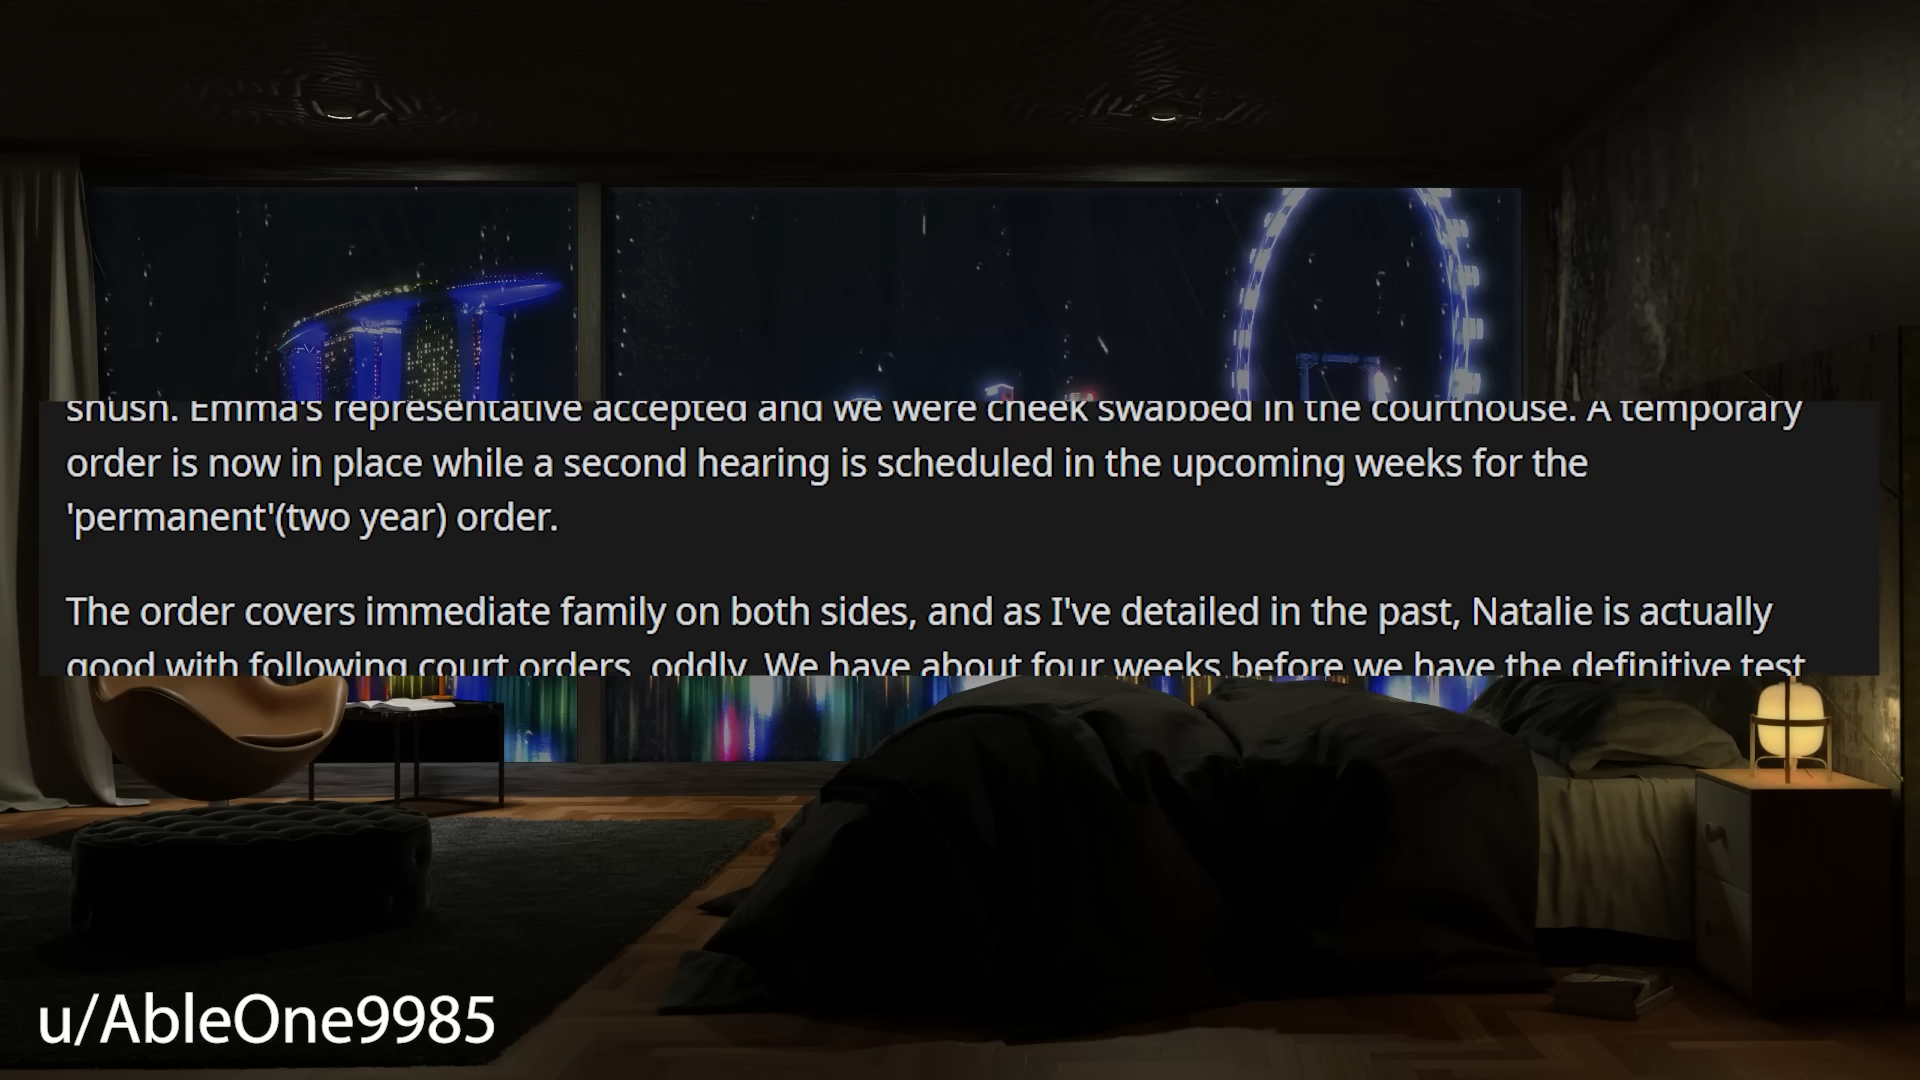 shush. Emma's representative accepted and we were cheek swabbed in the courthouse. A temporary
order is now in place while a second hearing is scheduled in the upcoming weeks for the
'permanent'(two year) order.
The order covers immediate family on both sides, and as I've detailed in the past, Natalie is actually
good with following court orders, oddly. We have about four weeks before we have the definitive test
u/AbleOne9985